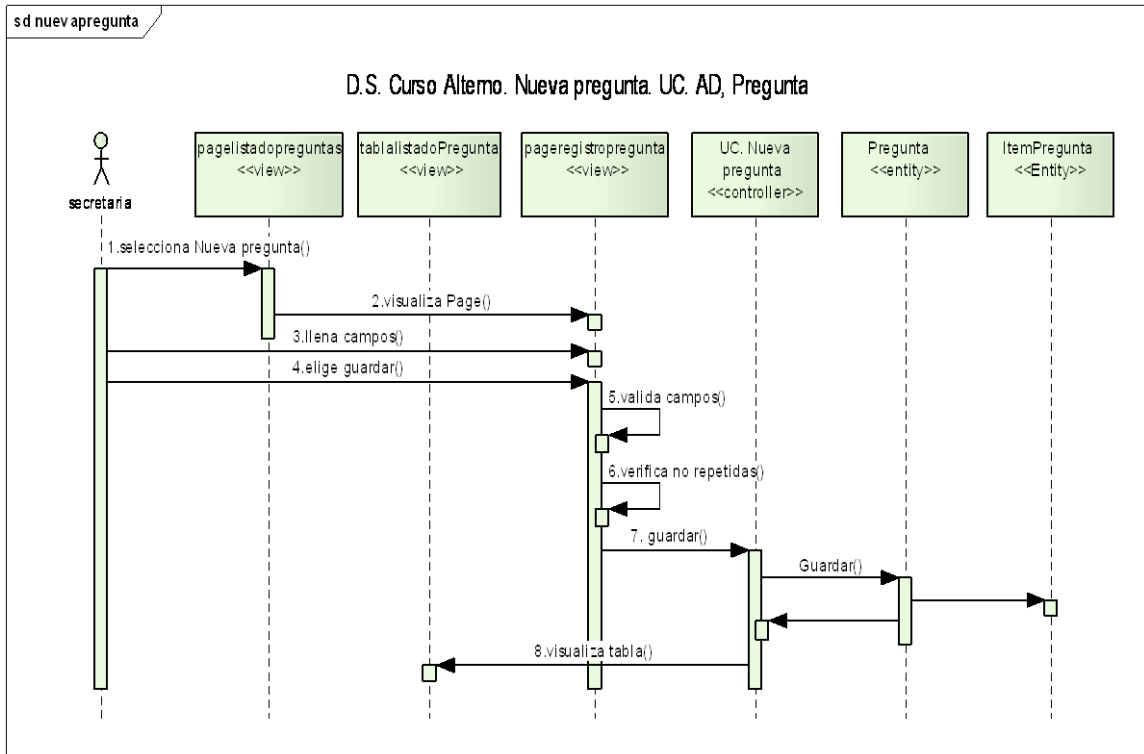 sd nuevapregunta
D.S. Curso Alterno. Nueva pregunta. UC. AD, Pregunta
secretaria
pagelistadopreguntas
<<view>>
tablalistadoPregunta
<<view>>
pageregistropregunta
<<view>>
UC. Nueva
pregunta
<<controller>>
Pregunta
<<entity>>
ItemPregunta
<<Entity>>
1.selecciona Nueva pregunta()
2.visualiza Page()
3.llena campos()
4.elige guardar()
5.valida campos()
6.verifica no repetidas()
7. guardar()
Guardar()
8.visualiza tabla()